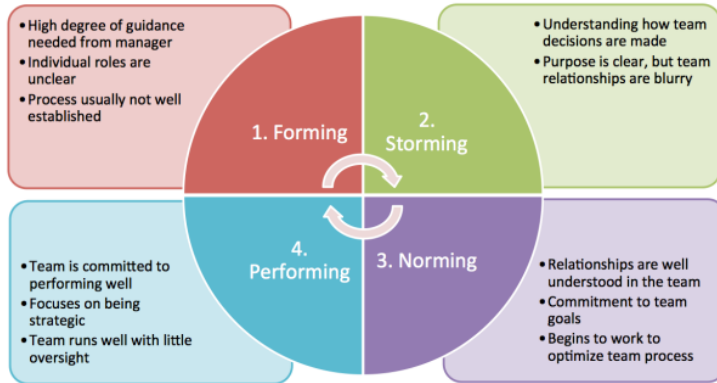 • High degree of guidance
needed from manager
• Individual roles are
unclear
• Process usually not well
established
1. Forming
2.
Storming
• Understanding how team
decisions are made
• Purpose is clear, but team
relationships are blurry
• Team is committed to
performing well
• Focuses on being
strategic
• Team runs well with little
oversight
4.
Performing
3. Norming
• Relationships are well
understood in the team
• Commitment to team
goals
• Begins to work to
optimize team process